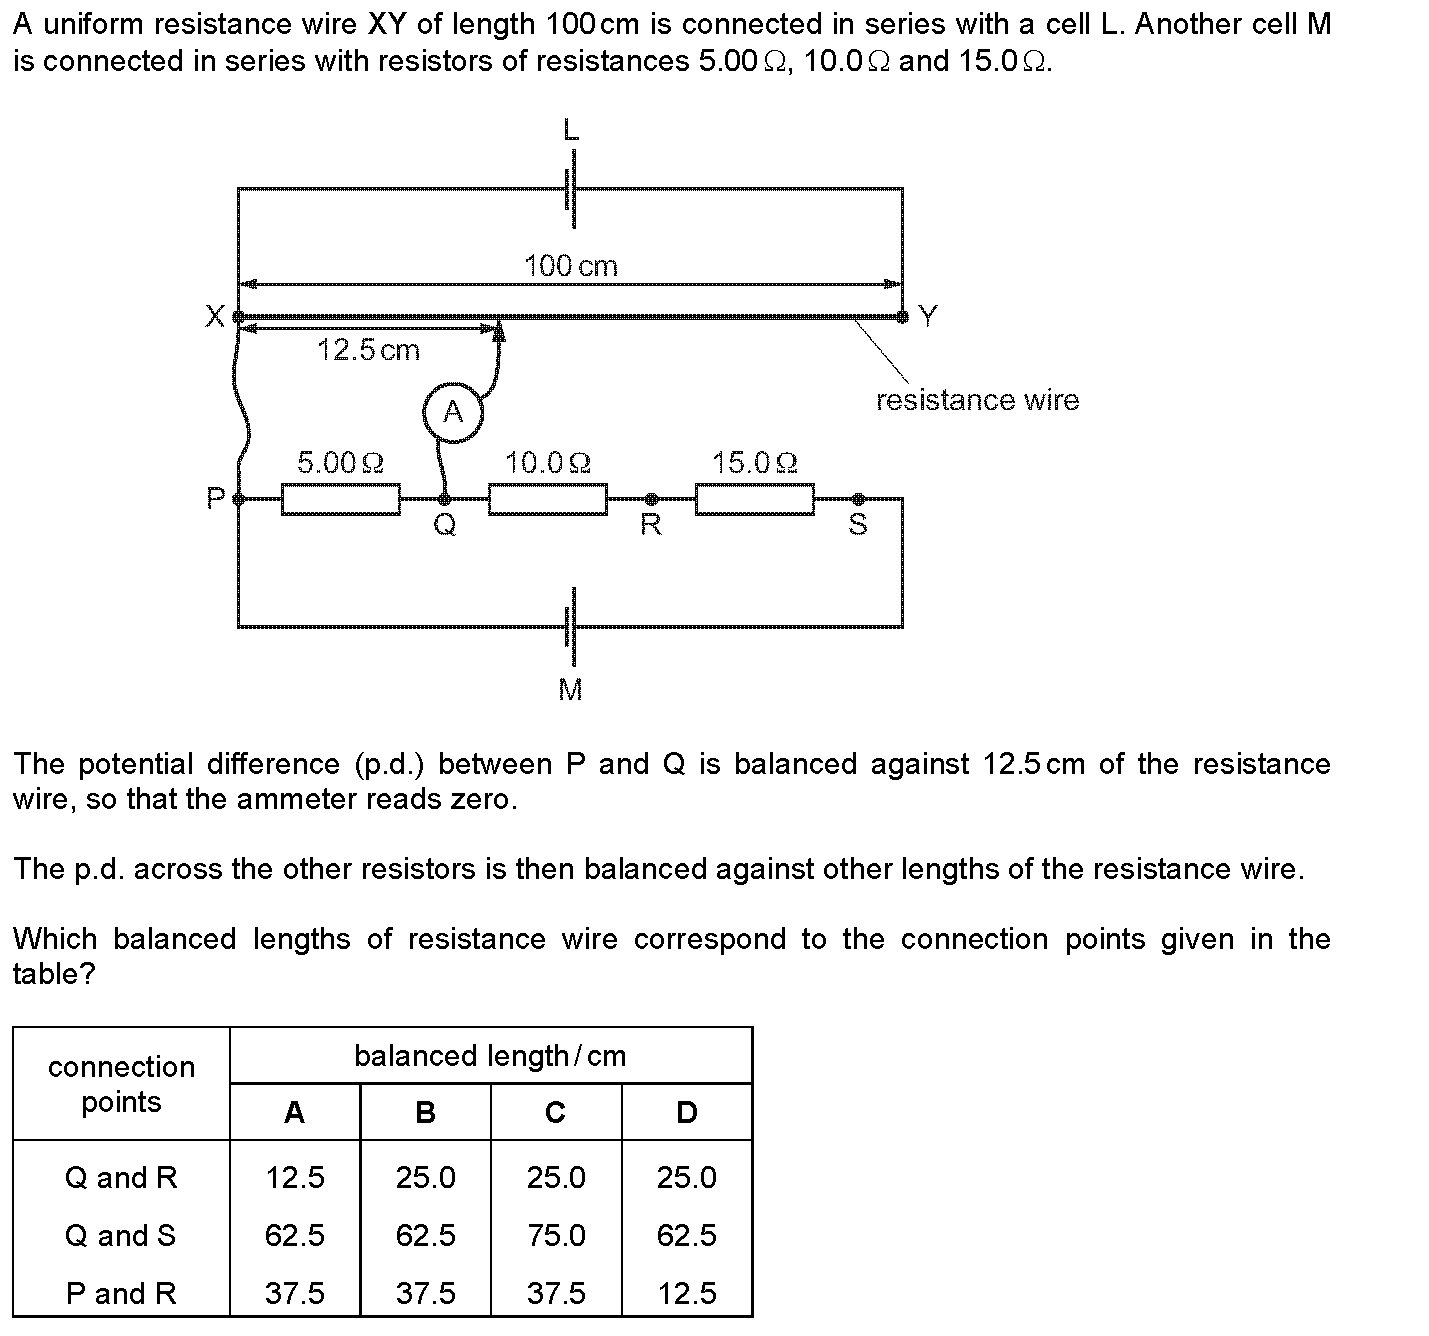 A uniform resistance wire XY of length 100 cm is connected in series with a cell L. Another cell M
is connected in series with resistors of resistances 5.00 Ω, 10.0 Ω and 15.0 Ω.
L
100 cm
X
Y
12.5 cm
resistance wire
A
5.00 Ω 10.0 Ω 15.0 Ω
P
Q R S
M
The potential difference (p.d.) between P and Q is balanced against 12.5 cm of the resistance
wire, so that the ammeter reads zero.
The p.d. across the other resistors is then balanced against other lengths of the resistance wire.
Which balanced lengths of resistance wire correspond to the connection points given in the
table?
connection
points
balanced length / cm
A B C D
Q and R 12.5 25.0 25.0 25.0
Q and S 62.5 62.5 75.0 62.5
P and R 37.5 37.5 37.5 12.5